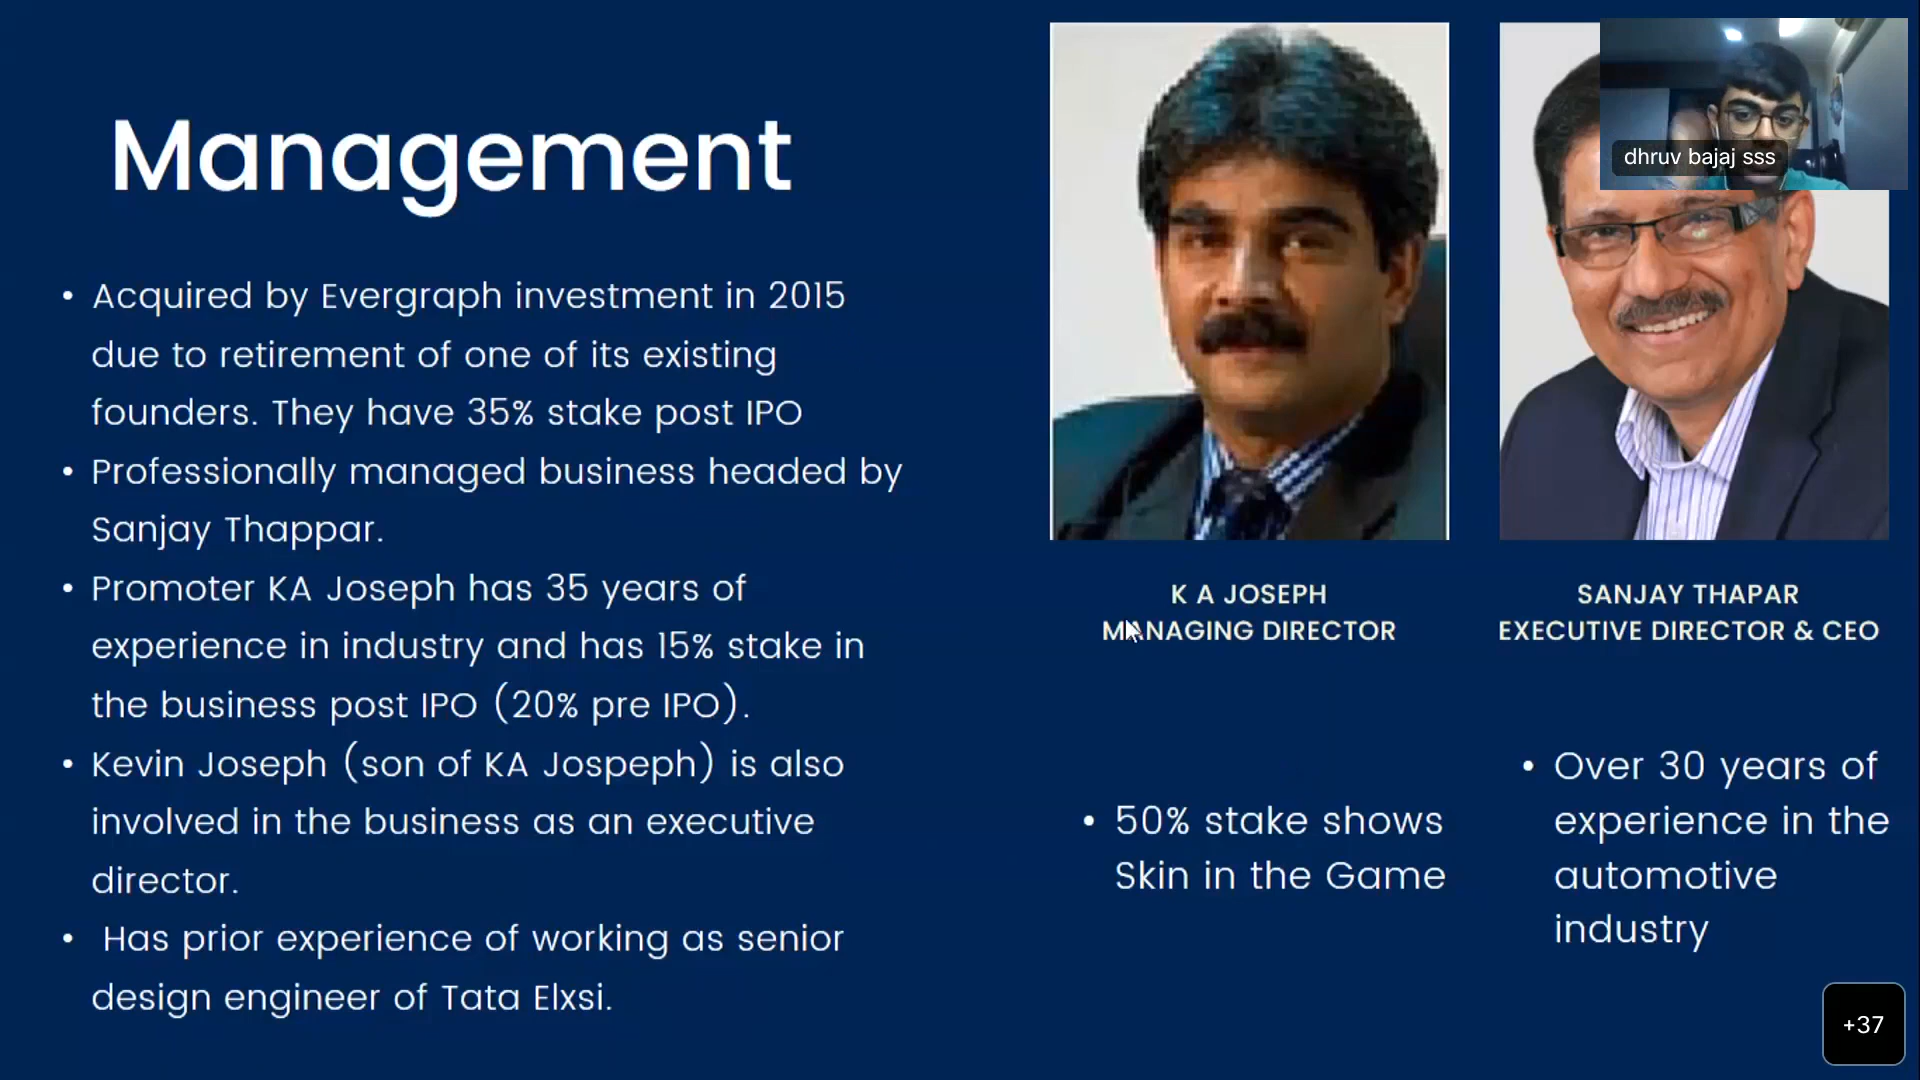 Management
• Acquired by Evergraph investment in 2015
due to retirement of one of its existing
founders. They have 35% stake post IPO
• Professionally managed business headed by
Sanjay Thappar.
• Promoter KA Joseph has 35 years of
experience in industry and has 15% stake in
the business post IPO (20% pre IPO).
• Kevin Joseph (son of KA Jospeph) is also
involved in the business as an executive
director.
• Has prior experience of working as senior
design engineer of Tata Elxsi.
K A JOSEPH
MANAGING DIRECTOR
• 50% stake shows
Skin in the Game
dhruv bajaj sss
SANJAY THAPAR
EXECUTIVE DIRECTOR & CEO
• Over 30 years of
experience in the
automotive
industry
+37